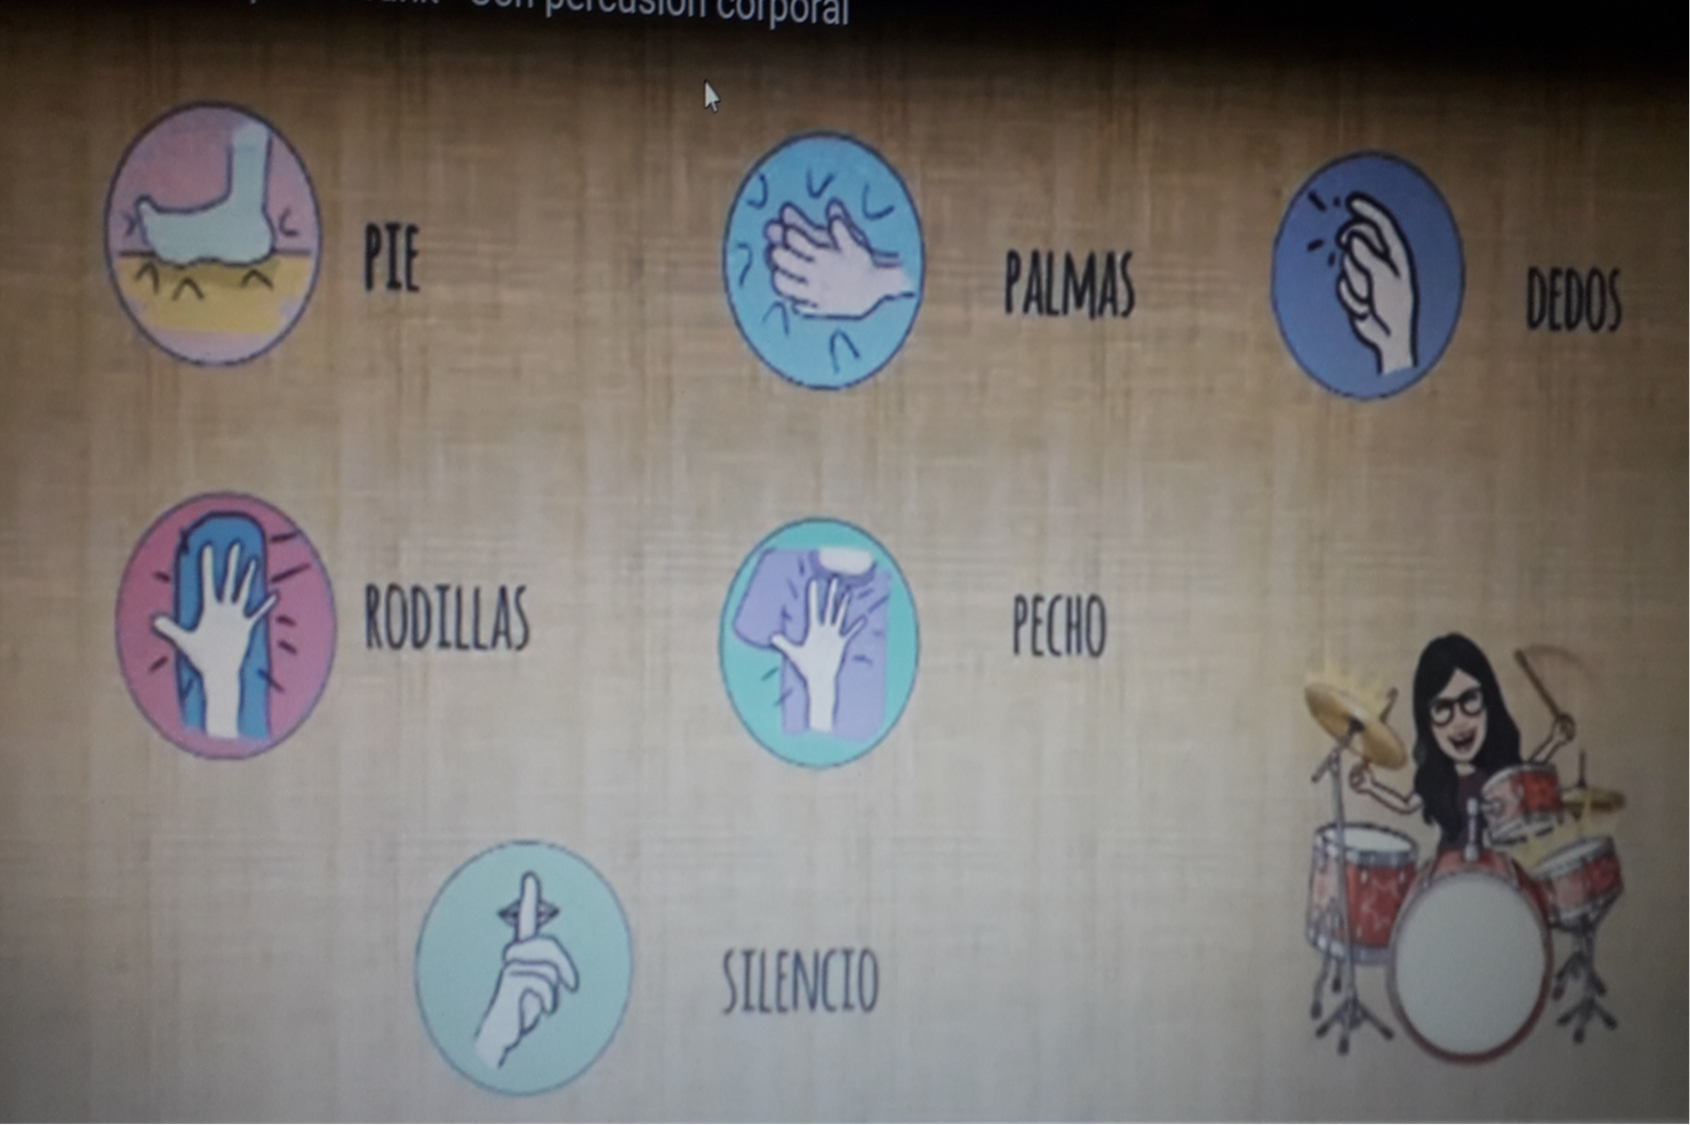 percusión corporal
PIE
PALMAS
DEDOS
RODILLAS
PECHO
SILENCIO